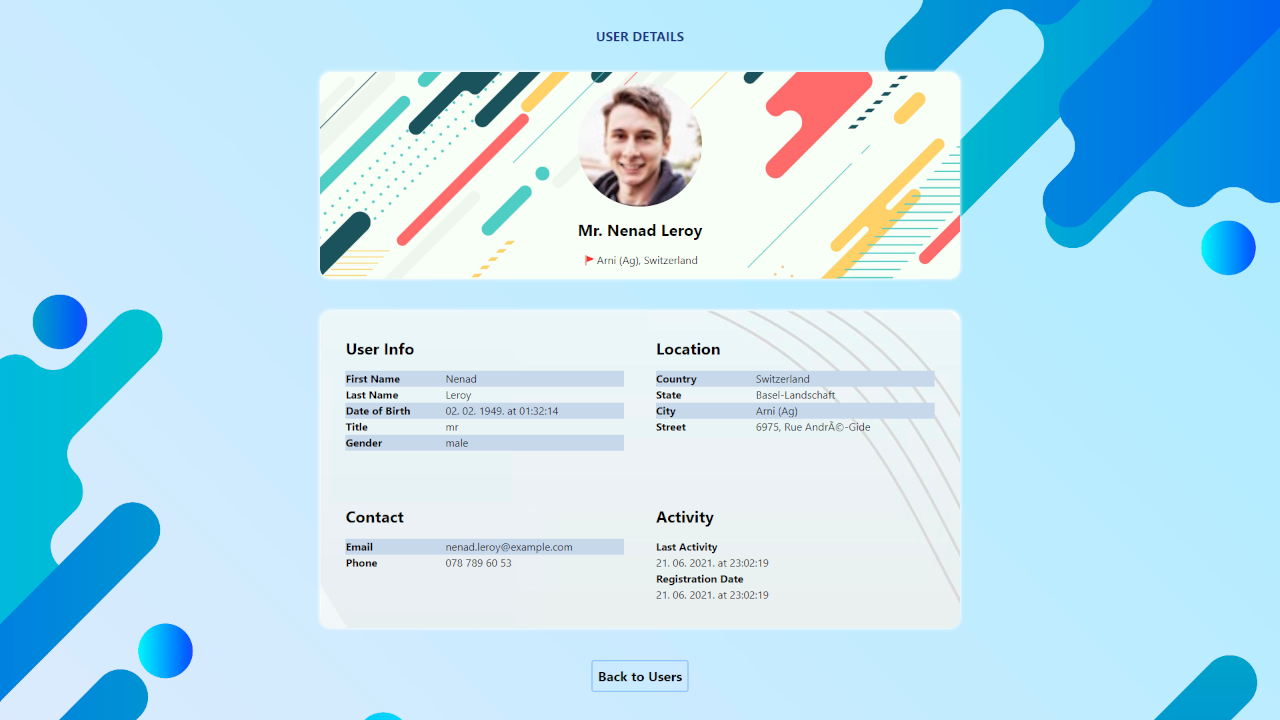 USER DETAILS
Mr. Nenad Leroy
Arni (Ag), Switzerland
User Info
First Name Nenad
Last Name Leroy
Date of Birth 02. 02. 1949. at 01:32:14
Title mr
Gender male
Location
Country Switzerland
State Basel-Landschaft
City Arni (Ag)
Street 6975, Rue AndrÃ©-Gide
Contact
Email nenad.leroy@example.com
Phone 078 789 60 53
Activity
Last Activity
21. 06. 2021. at 23:02:19
Registration Date
21. 06. 2021. at 23:02:19
Back to Users